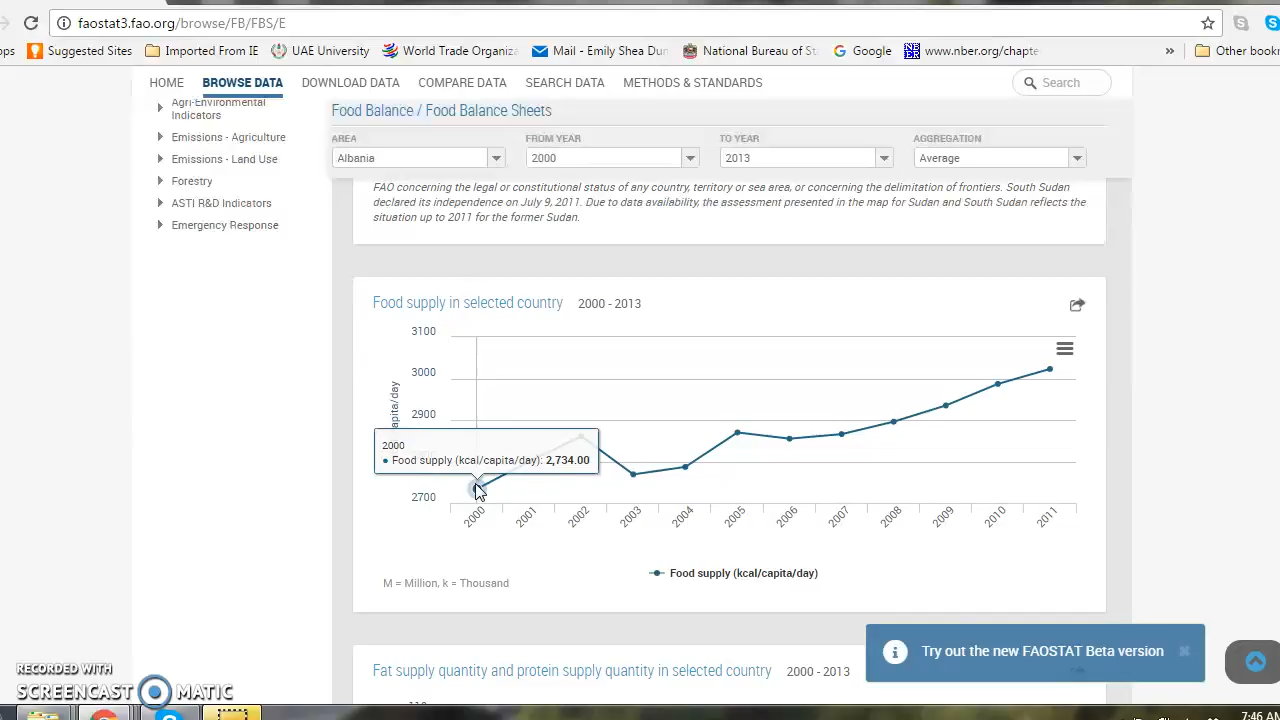 faostat3.fao.org/browse/FB/FBS/E
ops Suggested Sites Imported From IE UAE University World Trade Organiza Mail - Emily Shea Dun National Bureau of St Google www.nber.org/chapte » Other book
HOME BROWSE DATA DOWNLOAD DATA COMPARE DATA SEARCH DATA METHODS & STANDARDS Search
Agri-Environmental
Indicators
Emissions - Agriculture
Emissions - Land Use
Forestry
ASTI R&D Indicators
Emergency Response
Food Balance / Food Balance Sheets
AREA FROM YEAR TO YEAR AGGREGATION
Albania 2000 2013 Average
FAO concerning the legal or constitutional status of any country, territory or sea area, or concerning the delimitation of frontiers. South Sudan
declared its independence on July 9, 2011. Due to data availability, the assessment presented in the map for Sudan and South Sudan reflects the
situation up to 2011 for the former Sudan.
Food supply in selected country 2000 - 2013
3100
3000
2900
2700
apita/day
2000
Food supply (kcal/capita/day): 2,734.00
2000 2001 2002 2003 2004 2005 2006 2007 2008 2009 2010 2011
Food supply (kcal/capita/day)
M = Million, k = Thousand
Try out the new FAOSTAT Beta version
Fat supply quantity and protein supply quantity in selected country 2000 - 2013
RECORDED WITH
SCREENCAST MATIC
7:46 AM